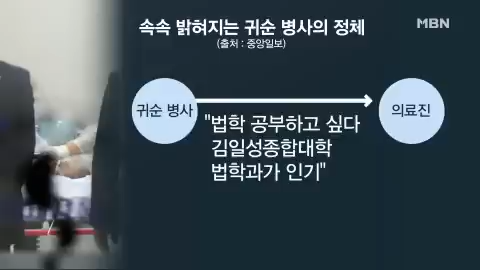 속속 밝혀지는 귀순 병사의 정체
MBN
(출처 : 중앙일보)
귀순 병사
의료진
"법학 공부하고 싶다
김일성종합대학
법학과가 인기"